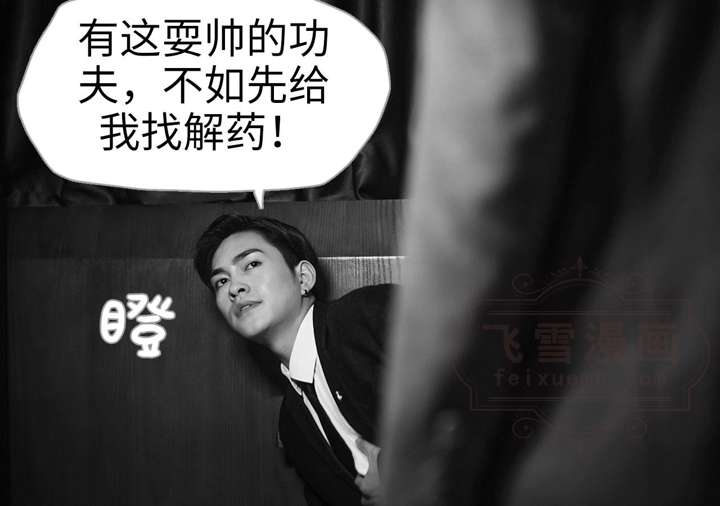 有这耍帅的功
夫，不如先给
我找解药！
瞪
飞雪漫画